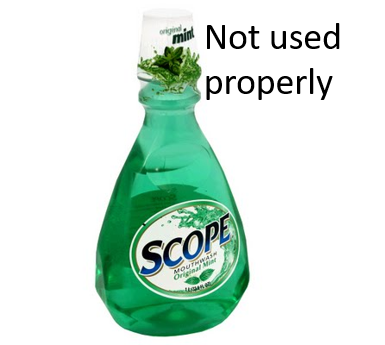 original
mint
Not used
properly
SCOPE
MOUTHWASH
Original Mint